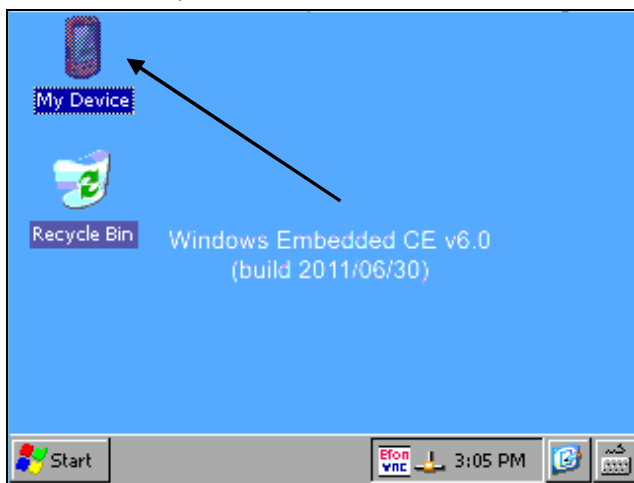 My Device
Recycle Bin
Windows Embedded CE v6.0
(build 2011/06/30)
Start
Efon
VNC
3:05 PM